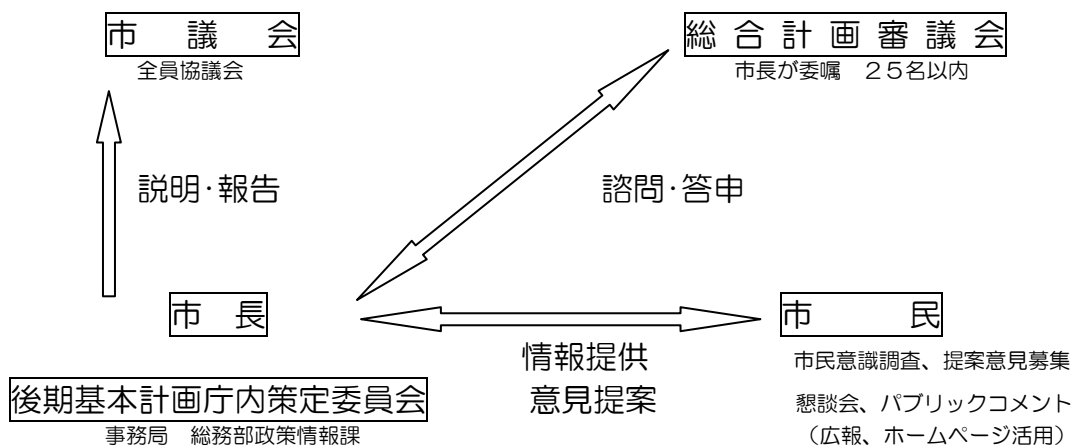 市議会
総合計画審議会
全員協議会
市長が委嘱　２５名以内
説明・報告
諮問・答申
市長
市民
情報提供
意見提案
市民意識調査、提案意見募集
後期基本計画庁内策定委員会
懇談会、パブリックコメント
事務局　総務部政策情報課
（広報、ホームページ活用）